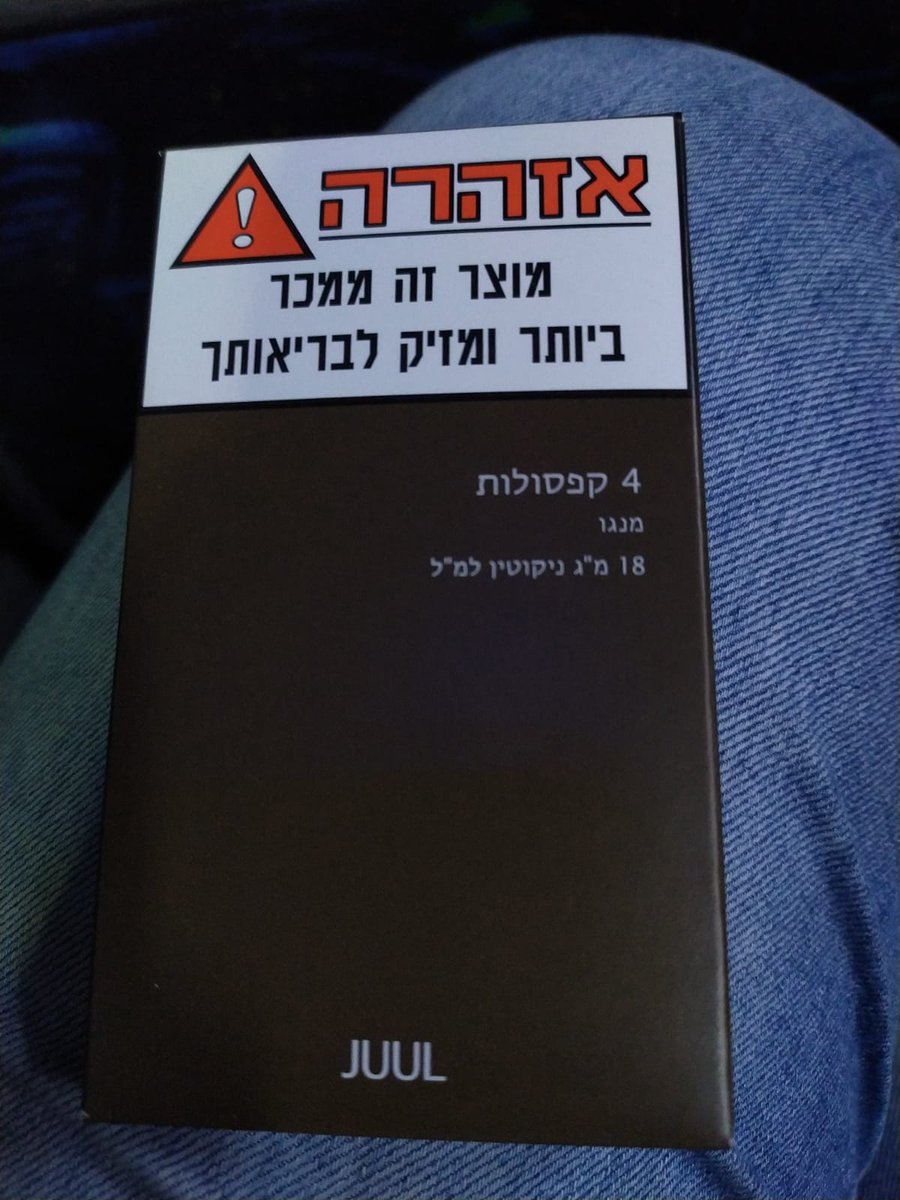 אזהרה
מוצר זה ממכר
ביותר ומזיק לבריאותך
4 קפסולות
מנגו
18 מ"ג ניקוטין למ"ל
JUUL